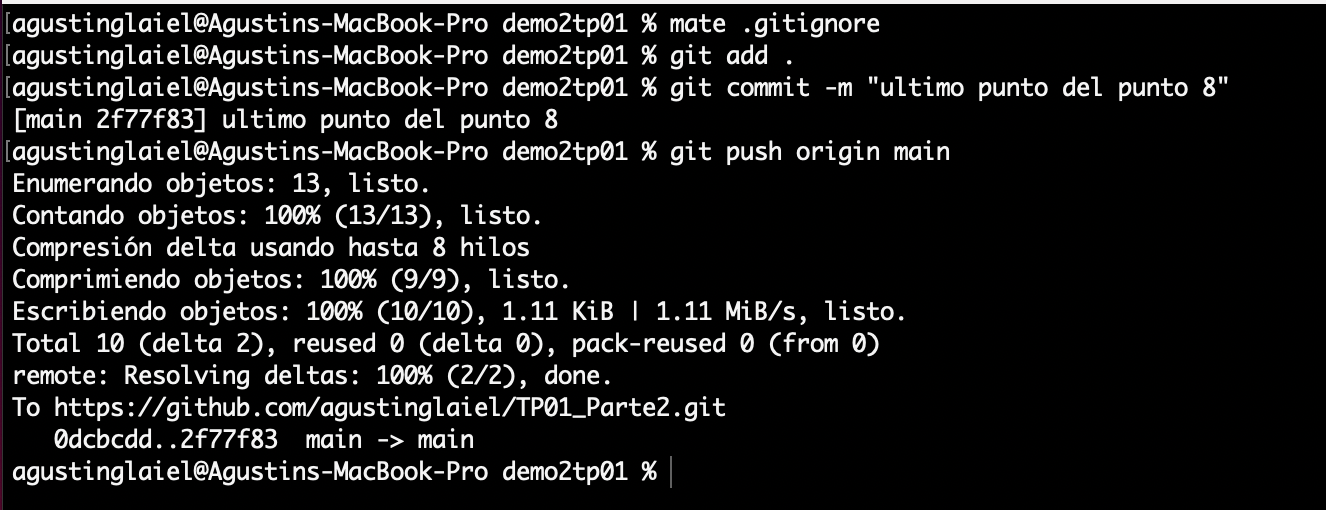 [agustinglaiel@Agustins-MacBook-Pro demo2tp01 % mate .gitignore
[agustinglaiel@Agustins-MacBook-Pro demo2tp01 % git add .
[agustinglaiel@Agustins-MacBook-Pro demo2tp01 % git commit -m "ultimo punto del punto 8"
[main 2f77f83] ultimo punto del punto 8
[agustinglaiel@Agustins-MacBook-Pro demo2tp01 % git push origin main
Enumerando objetos: 13, listo.
Contando objetos: 100% (13/13), listo.
Compresión delta usando hasta 8 hilos
Comprimiendo objetos: 100% (9/9), listo.
Escribiendo objetos: 100% (10/10), 1.11 KiB | 1.11 MiB/s, listo.
Total 10 (delta 2), reused 0 (delta 0), pack-reused 0 (from 0)
remote: Resolving deltas: 100% (2/2), done.
To https://github.com/agustinglaiel/TP01_Parte2.git
   0dcbcdd..2f77f83  main -> main
agustinglaiel@Agustins-MacBook-Pro demo2tp01 %